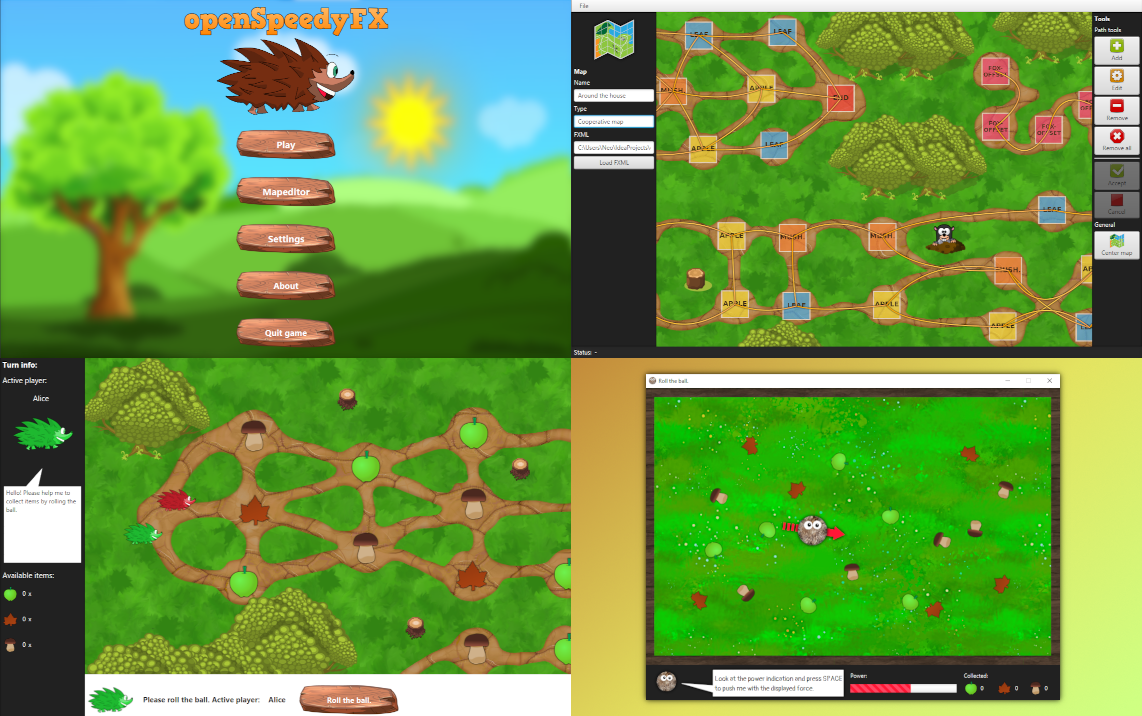 openSpeedyFX
Play
Mapeditor
Settings
About
Quit game
File
Map
Name
Around the house
Type
Cooperative map
FXML
C:\Users\Neo\IdeaProjects\
Load FXML
LEAF
LEAF
MUSH
APPLE
END
APPLE
LEAF
FOX-
OFFSET
FOX-
OFFSET
FOX-
OFFSET
LEAF
APPLE
MUSH
MUSH
MUSH
APPLE
LEAF
APPLE
APPLE
Tools
Path tools
Add
Edit
Remove
Remove all
Accept
Cancel
General
Center map
Status: -
Turn info:
Active player:
Alice
Hello! Please help me to
collect items by rolling the
ball.
Available items:
0 x
0 x
0 x
Please roll the ball. Active player: Alice
Roll the ball.
Roll the ball.
Look at the power indication end press SPACE
to push me with the displayed force.
Power:
Collected:
0 0 0